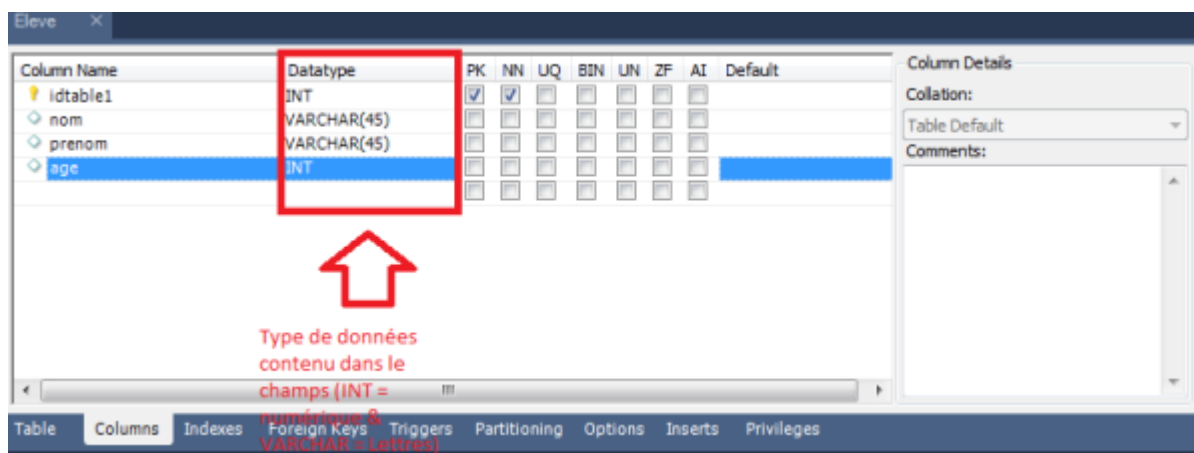 Eleve ×
Column Name Datatype PK NN UQ BIN UN ZF AI Default
idtable1 INT
nom VARCHAR(45)
prenom VARCHAR(45)
age INT
Column Details
Collation:
Table Default
Comments:
Type de données
contenu dans le
champs (INT =
numérique &
VARCHAR = Lettres)
Table Columns Indexes Foreign Keys Triggers Partitioning Options Inserts Privileges